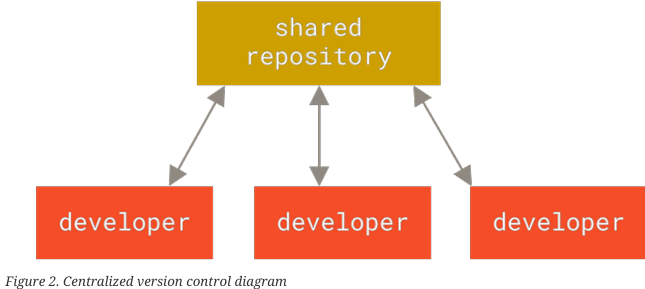 shared
repository
developer
developer
developer
Figure 2. Centralized version control diagram